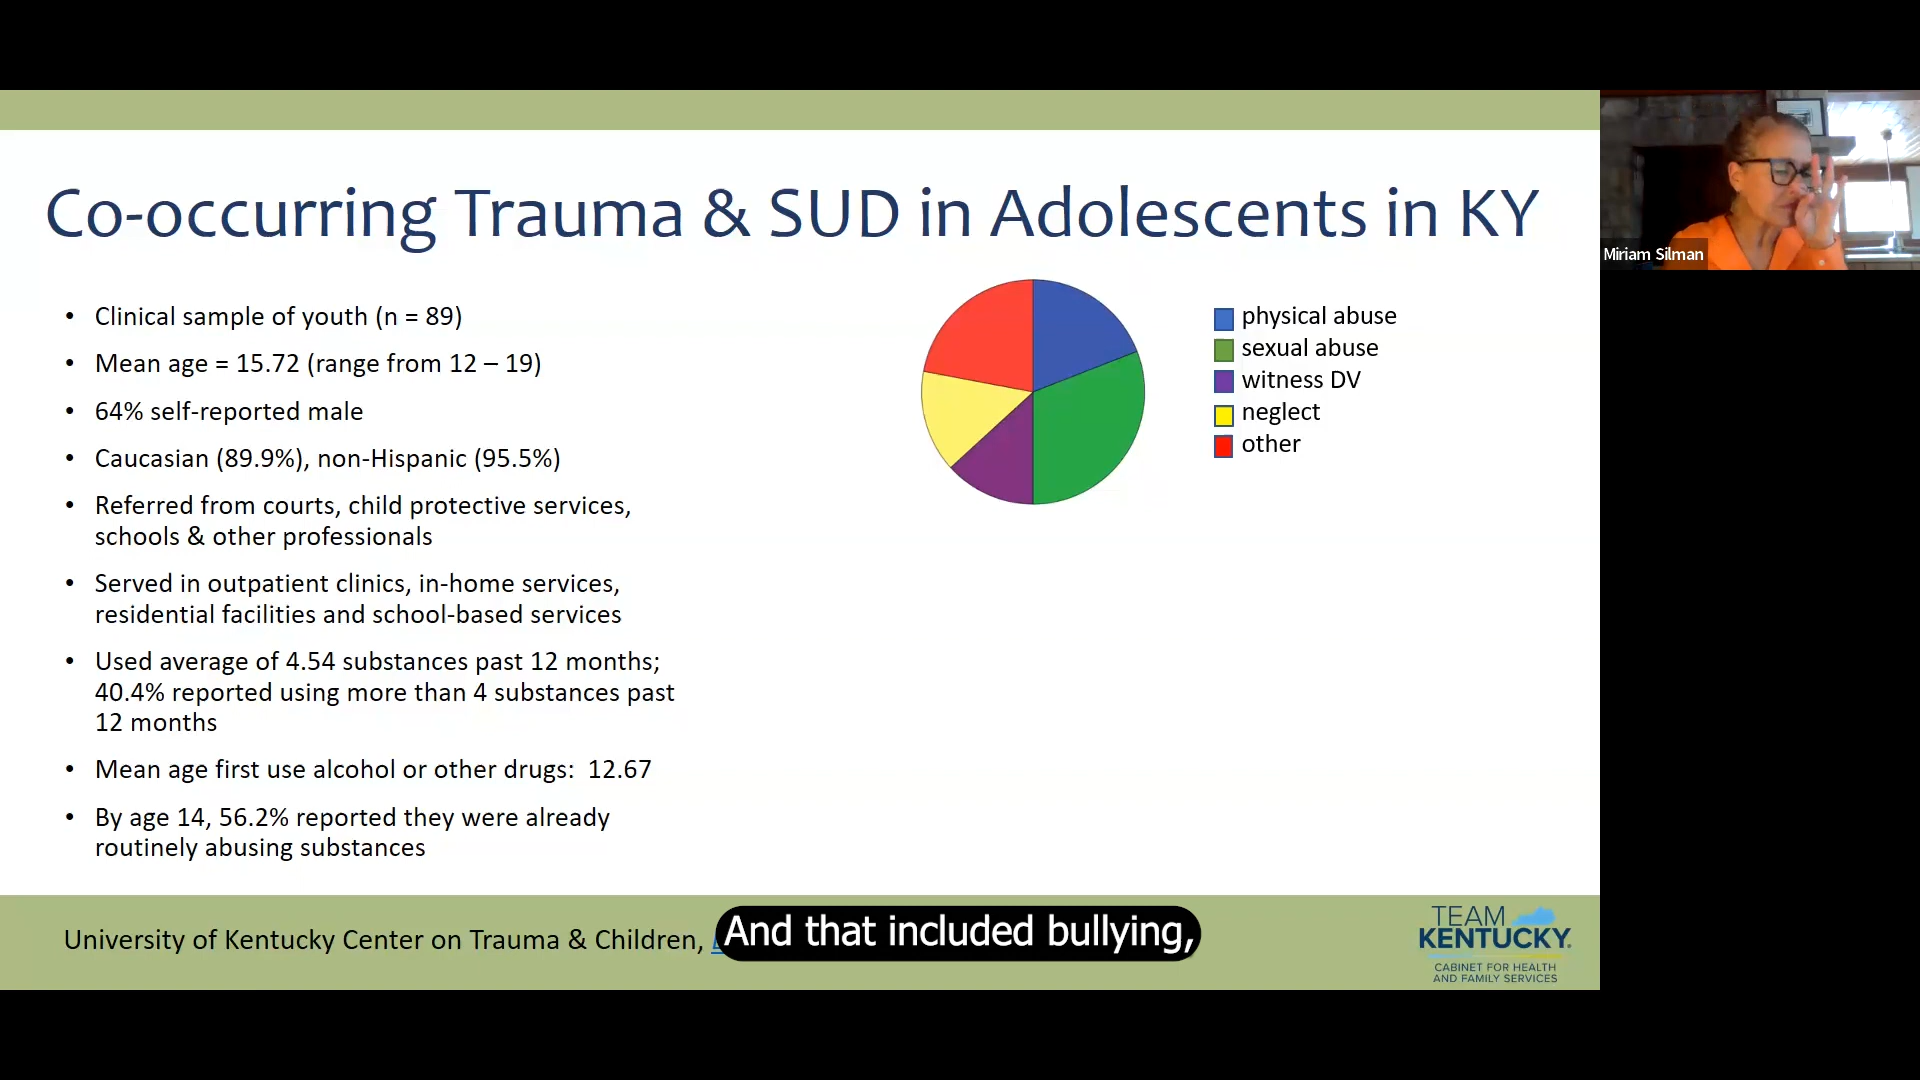 Co-occurring Trauma & SUD in Adolescents in KY
• Clinical sample of youth (n = 89)
• Mean age = 15.72 (range from 12 – 19)
• 64% self-reported male
• Caucasian (89.9%), non-Hispanic (95.5%)
• Referred from courts, child protective services,
schools & other professionals
• Served in outpatient clinics, in-home services,
residential facilities and school-based services
• Used average of 4.54 substances past 12 months;
40.4% reported using more than 4 substances past
12 months
• Mean age first use alcohol or other drugs: 12.67
• By age 14, 56.2% reported they were already
routinely abusing substances
physical abuse
sexual abuse
witness DV
neglect
other
Miriam Silman
University of Kentucky Center on Trauma & Children,
And that included bullying,
TEAM
KENTUCKY.
CABINET FOR HEALTH
AND FAMILY SERVICES